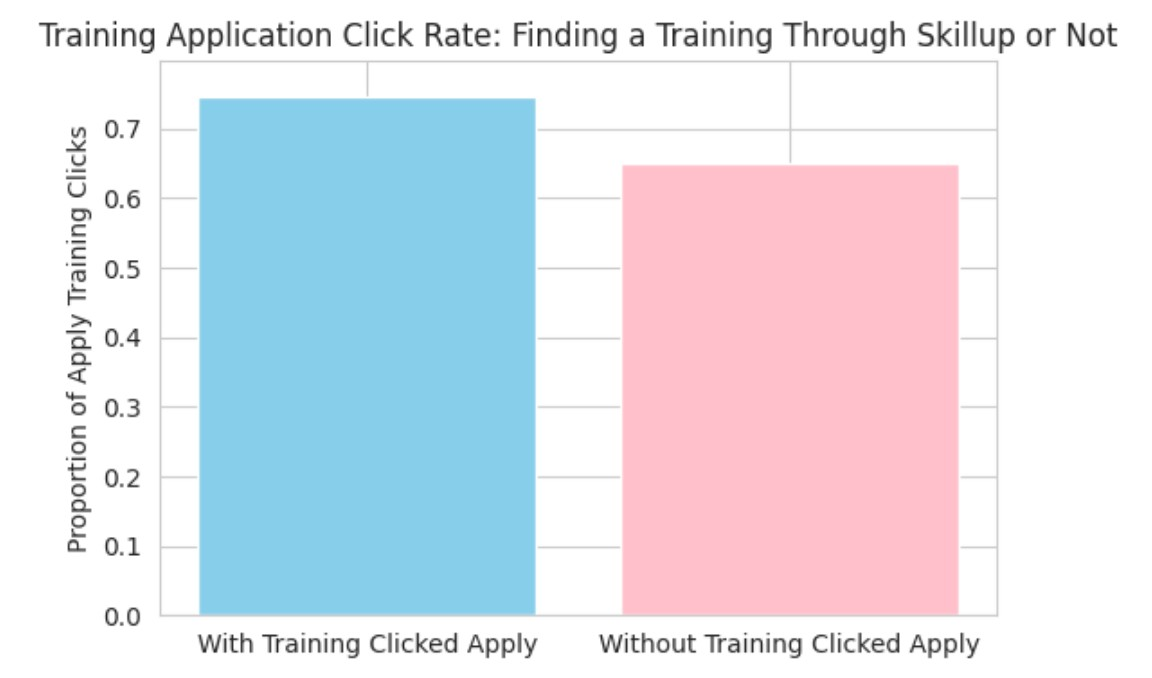 Training Application Click Rate: Finding a Training Through Skillup or Not
Proportion of Apply Training Clicks
0.7
0.6
0.5
0.4
0.3
0.2
0.1
0.0
With Training Clicked Apply
Without Training Clicked Apply